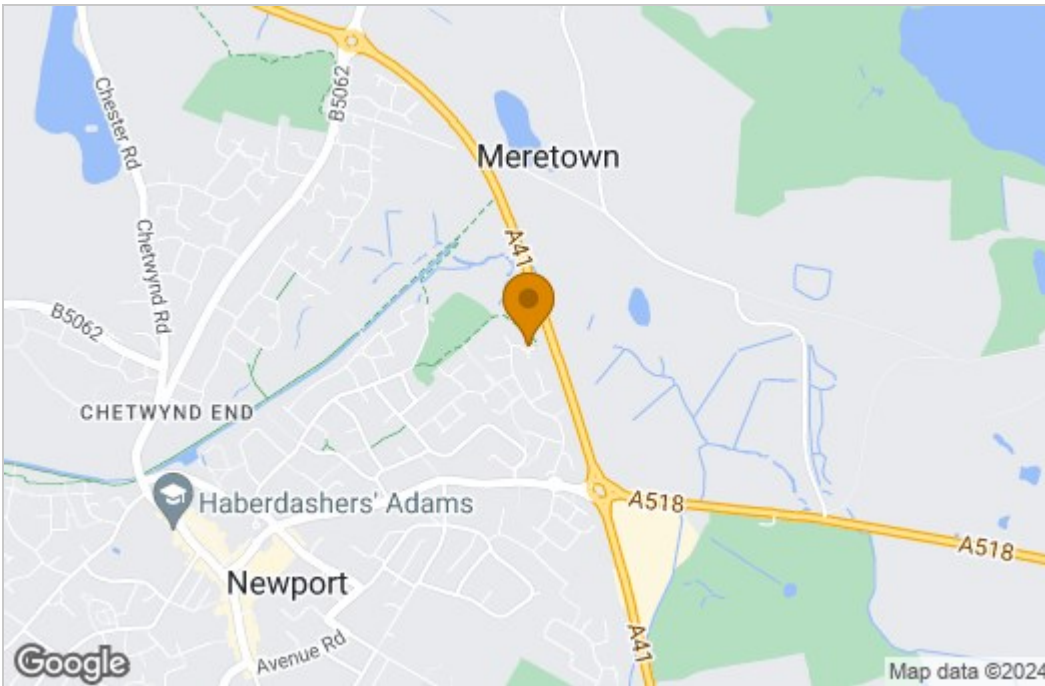 Chester Rd
B5062
Meretown
Chetwynd Rd
A41
B5062
CHETWYND END
Haberdashers' Adams
A518
A518
Newport
A41
Avenue Rd
Google
Map data ©2024